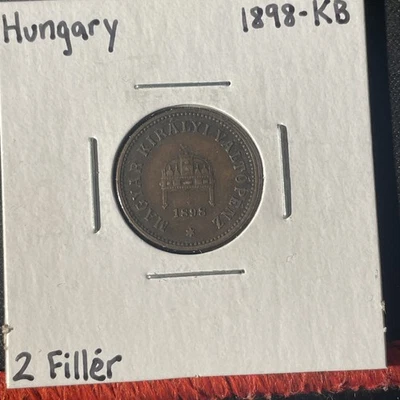 Hungary 1898-KB
MAGYAR KIRÁLYI VÁLTÓPÉNZ
1898
2 Fillér